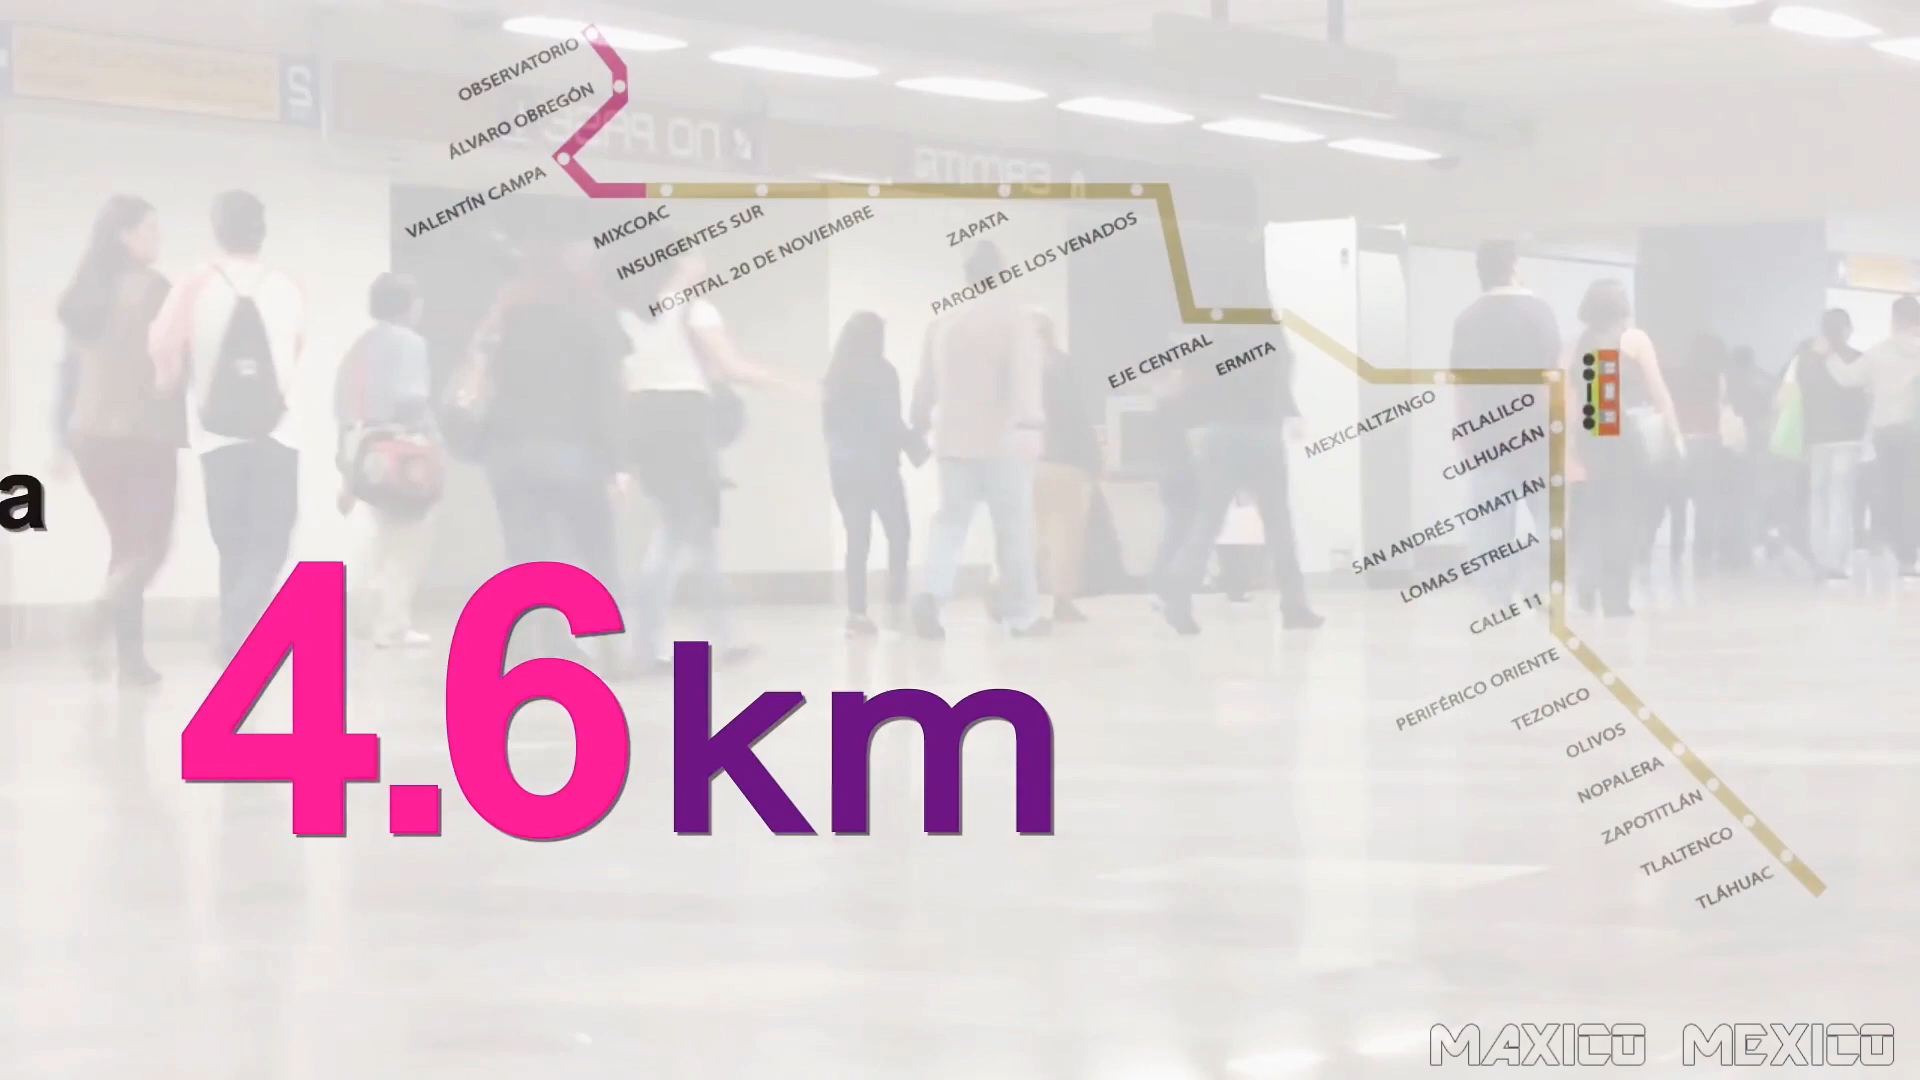 OBSERVATORIO
ÁLVARO OBREGÓN
VALENTÍN CAMPA
MIXCOAC
INSURGENTES SUR
HOSPITAL 20 DE NOVIEMBRE
ZAPATA
PARQUE DE LOS VENADOS
EJE CENTRAL
ERMITA
MEXICALTZINGO
ATLALILCO
CULHUACÁN
SAN ANDRÉS TOMATLÁN
LOMAS ESTRELLA
CALLE 11
PERIFÉRICO ORIENTE
TEZONCO
OLIVOS
NOPALERA
ZAPOTITLÁN
TLALTENCO
TLÁHUAC
a
4.6 km
MAXICO MEXICO